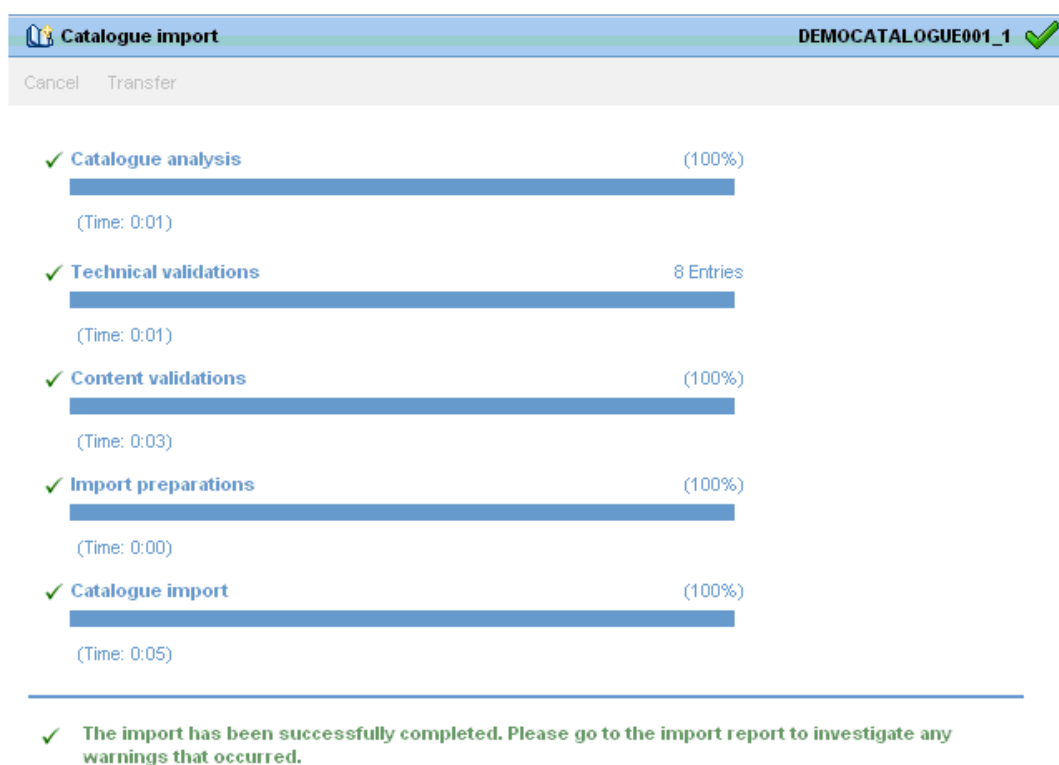 Catalogue import DEMOCATALOGUE001_1
Cancel Transfer
Catalogue analysis (100%)
(Time: 0:01)
Technical validations 8 Entries
(Time: 0:01)
Content validations (100%)
(Time: 0:03)
Import preparations (100%)
(Time: 0:00)
Catalogue import (100%)
(Time: 0:05)
The import has been successfully completed. Please go to the import report to investigate any
warnings that occurred.